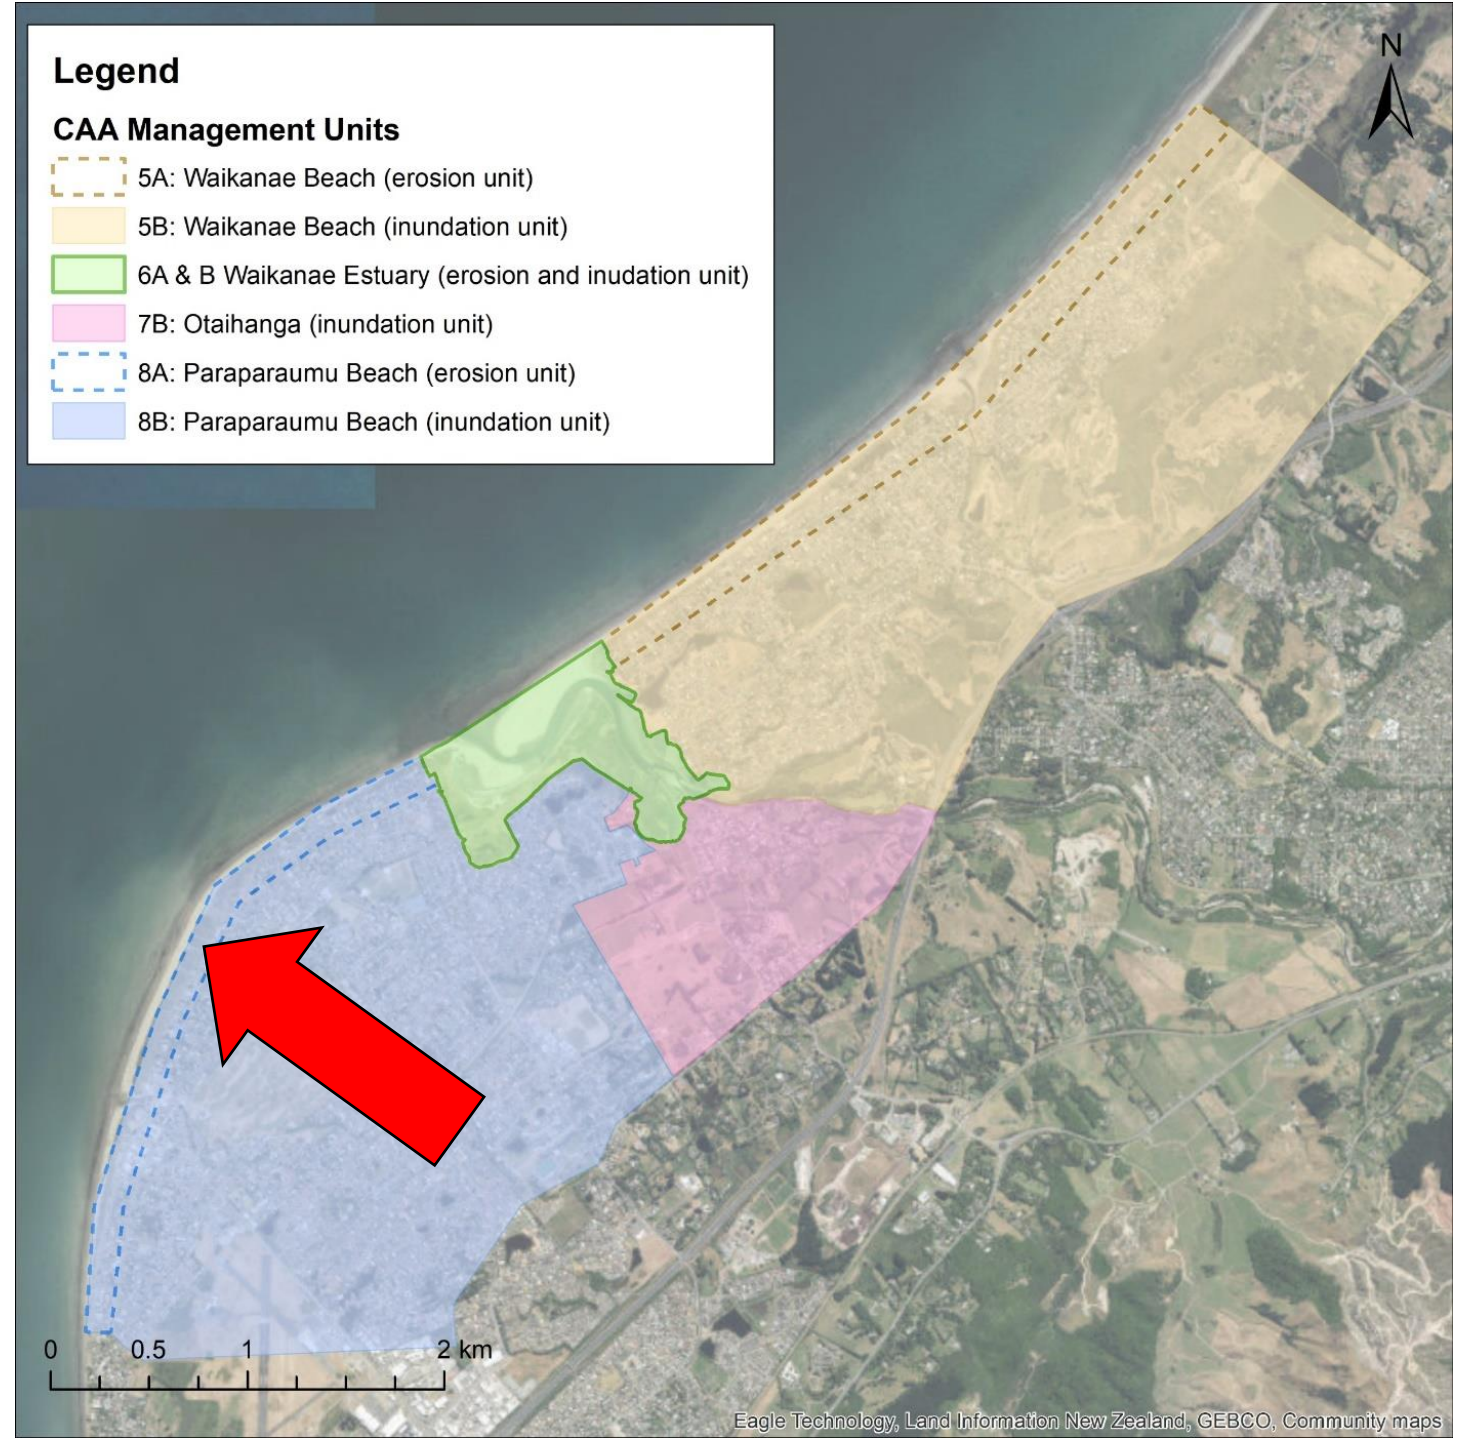 Legend
CAA Management Units
5A: Waikanae Beach (erosion unit)
5B: Waikanae Beach (inundation unit)
6A & B Waikanae Estuary (erosion and inudation unit)
7B: Otaihanga (inundation unit)
8A: Paraparaumu Beach (erosion unit)
8B: Paraparaumu Beach (inundation unit)
N
0 0.5 1 2 km
Eagle Technology, Land Information New Zealand, GEBCO, Community maps